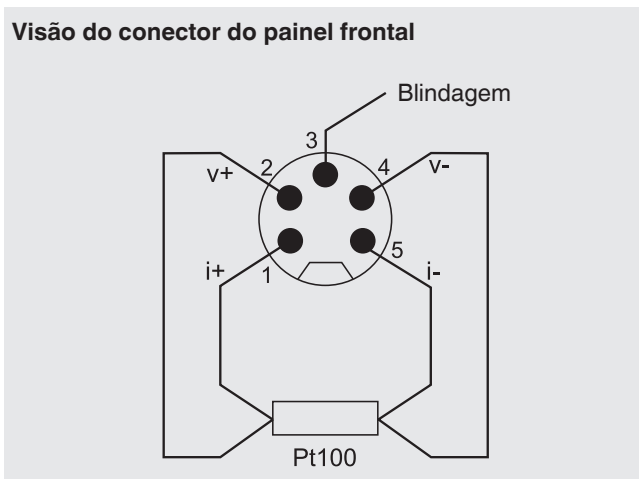 Visão do conector do painel frontal
Blindagem
3
v+ 2 4 v-
i+ 1 5 i-
Pt100